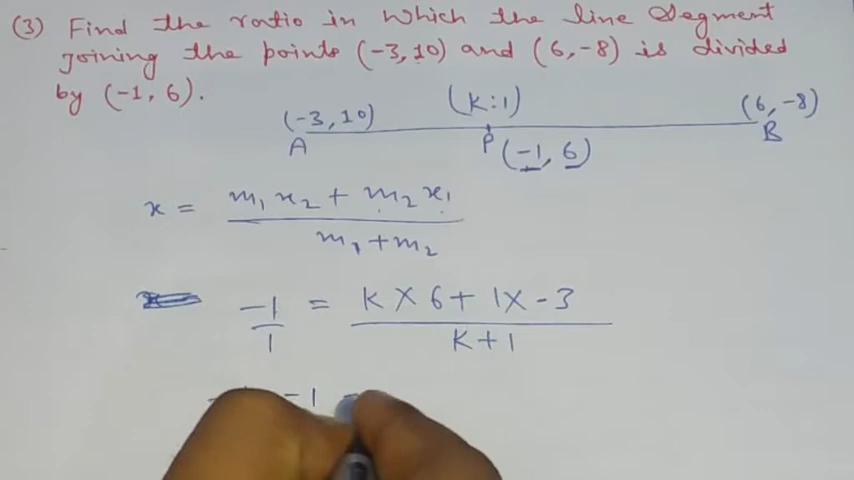 (3) Find the ratio in which the line segment
joining the points (-3, 10) and (6, -8) is divided
by (-1, 6).
(-3, 10) (K:1) (6, -8)
A P (-1, 6) B
x = m₁x₂ + m₂x₁
m₁ + m₂
-1 = K × 6 + 1 × -3
1 K + 1
-1 =